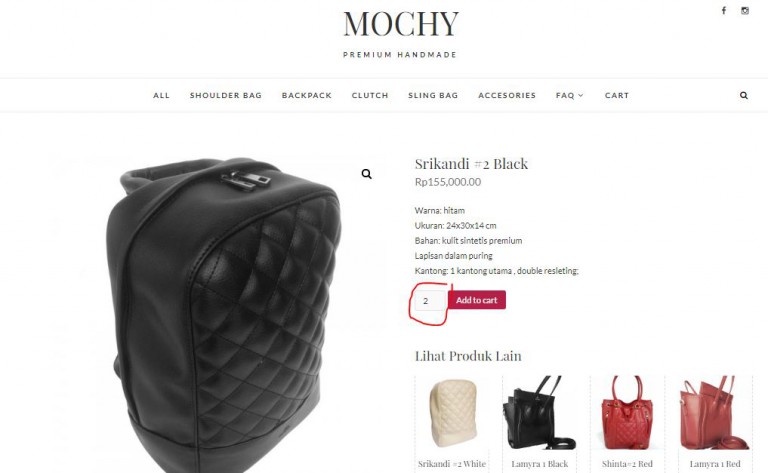 MOCHY
PREMIUM HANDMADE
ALL SHOULDER BAG BACKPACK CLUTCH SLING BAG ACCESORIES FAQ CART
Srikandi #2 Black
Rp155,000.00
Warna: hitam
Ukuran: 24x30x14 cm
Bahan: kulit sintetis premium
Lapisan dalam puring
Kantong: 1 kantong utama , double resleting;
2 Add to cart
Lihat Produk Lain
Srikandi #2 White Lamyra 1 Black Shinta#2 Red Lamyra 1 Red